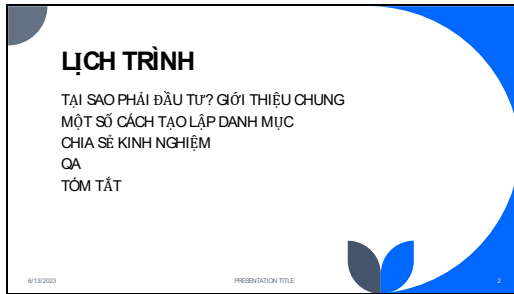 LỊCH TRÌNH
TẠI SAO PHẢI ĐẦU TƯ? GIỚI THIỆU CHUNG
MỘT SỐ CÁCH TẠO LẬP DANH MỤC
CHIA SẺ KINH NGHIỆM
QA
TÓM TẮT
6/13/2023
PRESENTATION TITLE
2